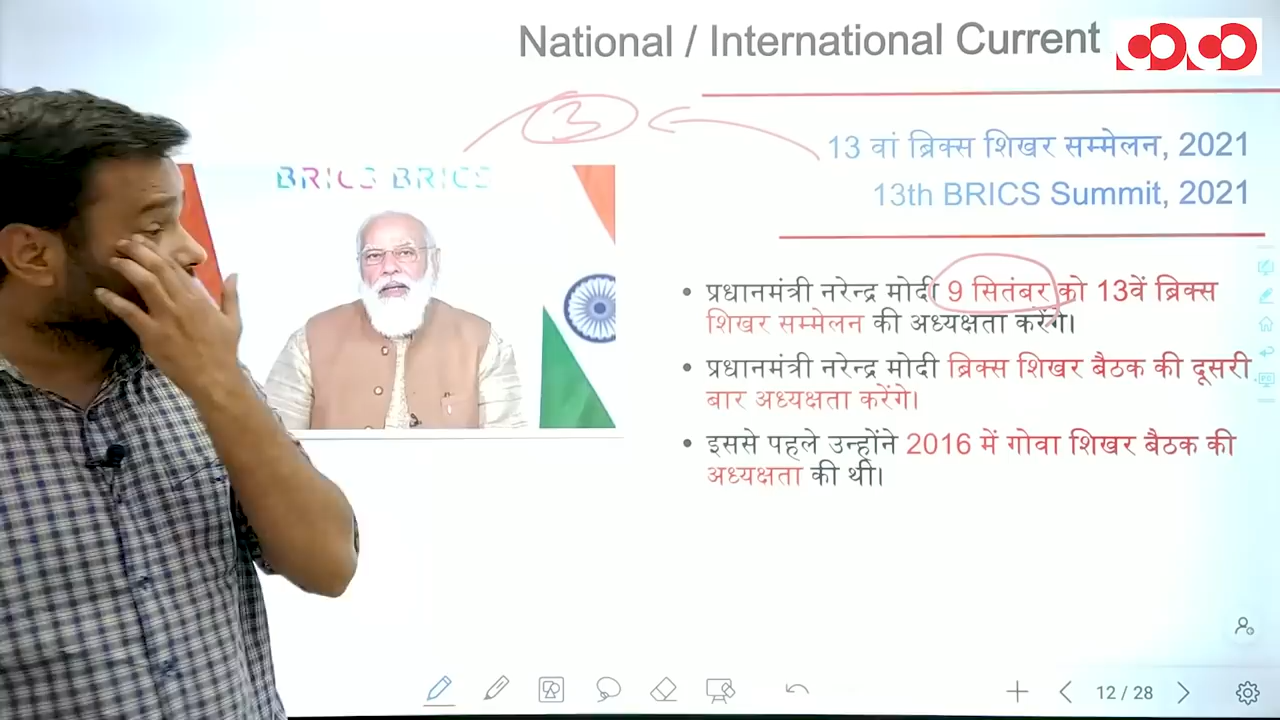 National / International Current
3
13 वां ब्रिक्स शिखर सम्मेलन, 2021
13th BRICS Summit, 2021
BRICS BRICS
• प्रधानमंत्री नरेन्द्र मोदी 9 सितंबर को 13वें ब्रिक्स
शिखर सम्मेलन की अध्यक्षता करेंगे।
• प्रधानमंत्री नरेन्द्र मोदी ब्रिक्स शिखर बैठक की दूसरी
बार अध्यक्षता करेंगे।
• इससे पहले उन्होंने 2016 में गोवा शिखर बैठक की
अध्यक्षता की थी।
12 / 28